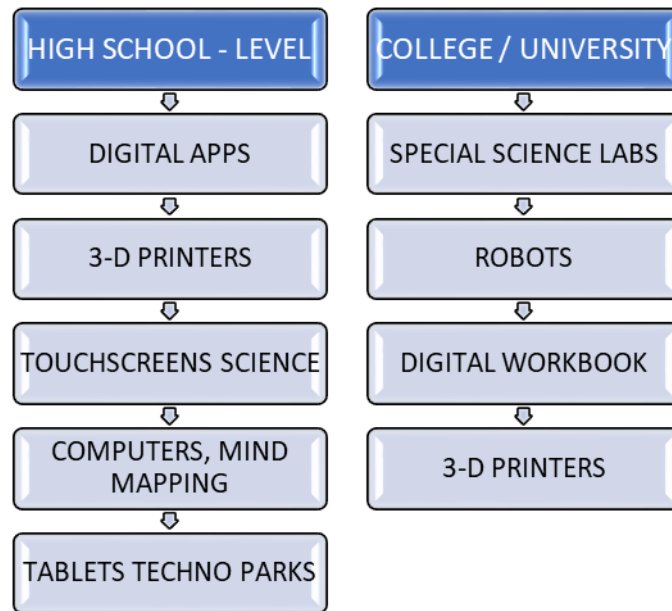 HIGH SCHOOL - LEVEL
DIGITAL APPS
3-D PRINTERS
TOUCHSCREENS SCIENCE
COMPUTERS, MIND
MAPPING
TABLETS TECHNO PARKS
COLLEGE / UNIVERSITY
SPECIAL SCIENCE LABS
ROBOTS
DIGITAL WORKBOOK
3-D PRINTERS